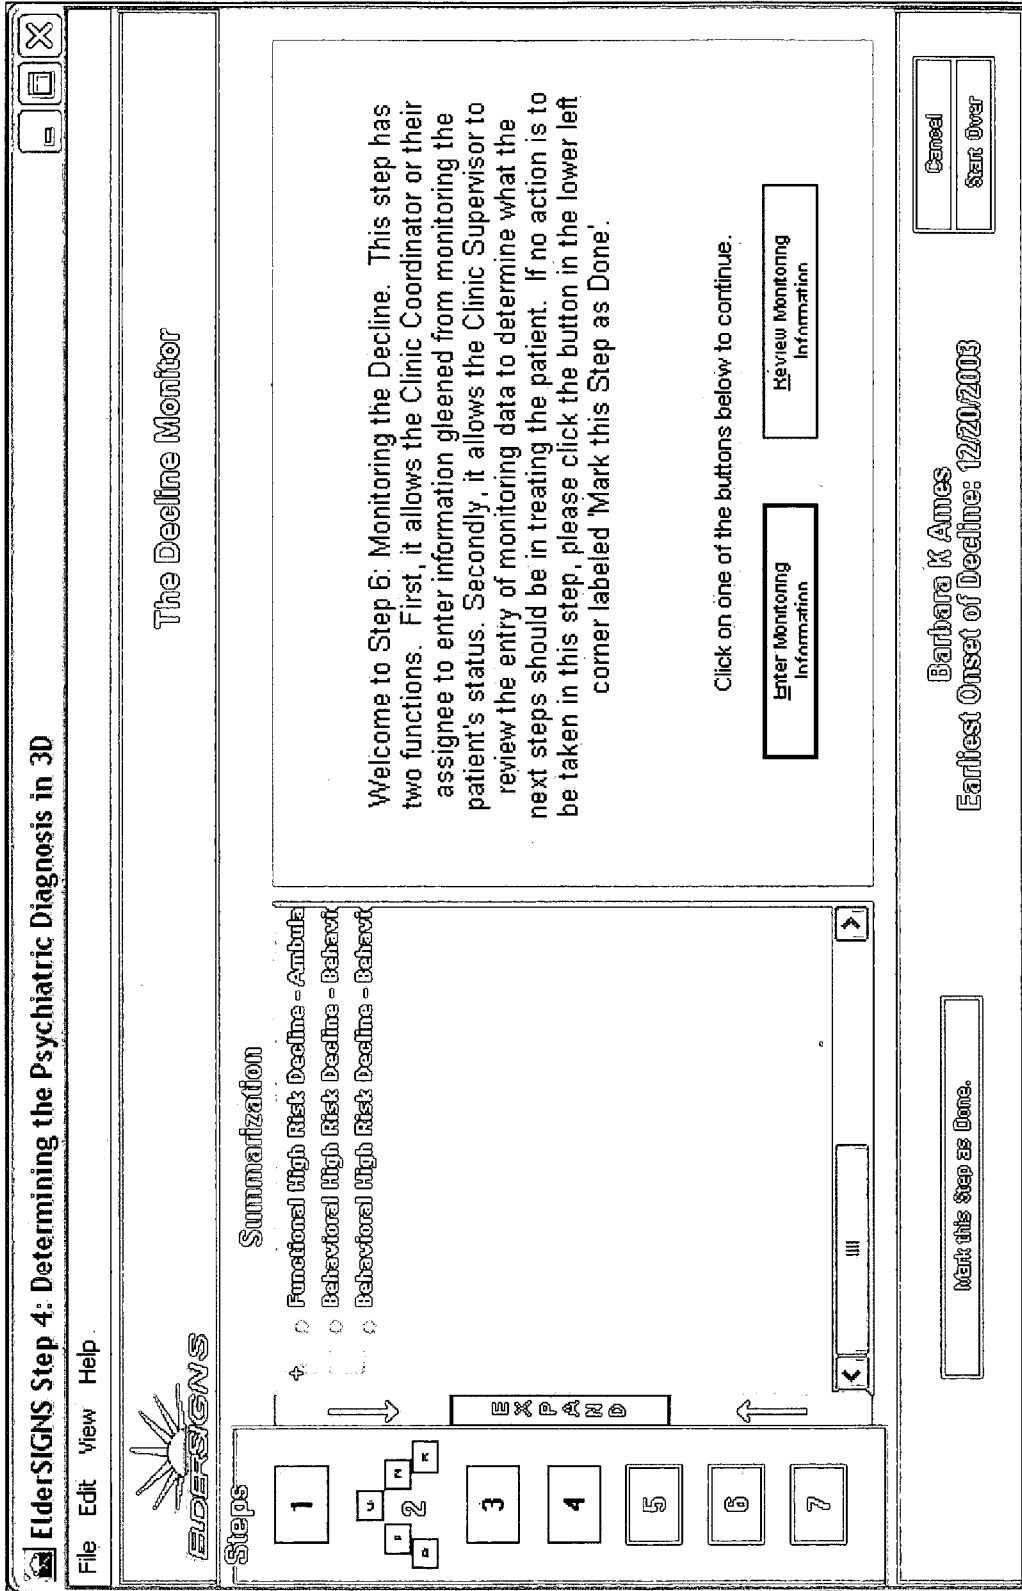 ElderSIGNS Step 4: Determining the Psychiatric Diagnosis in 3D
File Edit View Help
ELDERSIGNS
The Decline Monitor
Steps
1
2
3
4
5
6
7
EXPAND
Summarization
Functional High Risk Decline - Ambula
Behavioral High Risk Decline - Behavi
Behavioral High Risk Decline - Behavi
Welcome to Step 6: Monitoring the Decline. This step has
two functions. First, it allows the Clinic Coordinator or their
assignee to enter information gleened from monitoring the
patient's status. Secondly, it allows the Clinic Supervisor to
review the entry of monitoring data to determine what the
next steps should be in treating the patient. If no action is to
be taken in this step, please click the button in the lower left
corner labeled 'Mark this Step as Done'.
Click on one of the buttons below to continue.
Enter Monitoring
Information
Review Monitoring
Information
Mark this Step as Done.
Barbara K Ames
Earliest Onset of Decline: 12/20/2003
Cancel
Start Over